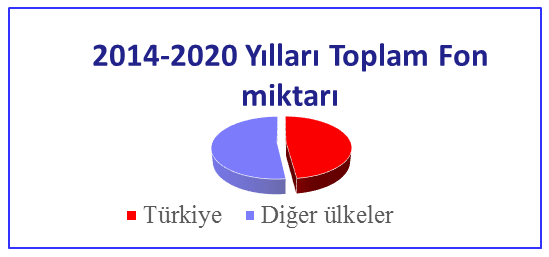 2014-2020 Yılları Toplam Fon
miktarı
Türkiye Diğer ülkeler